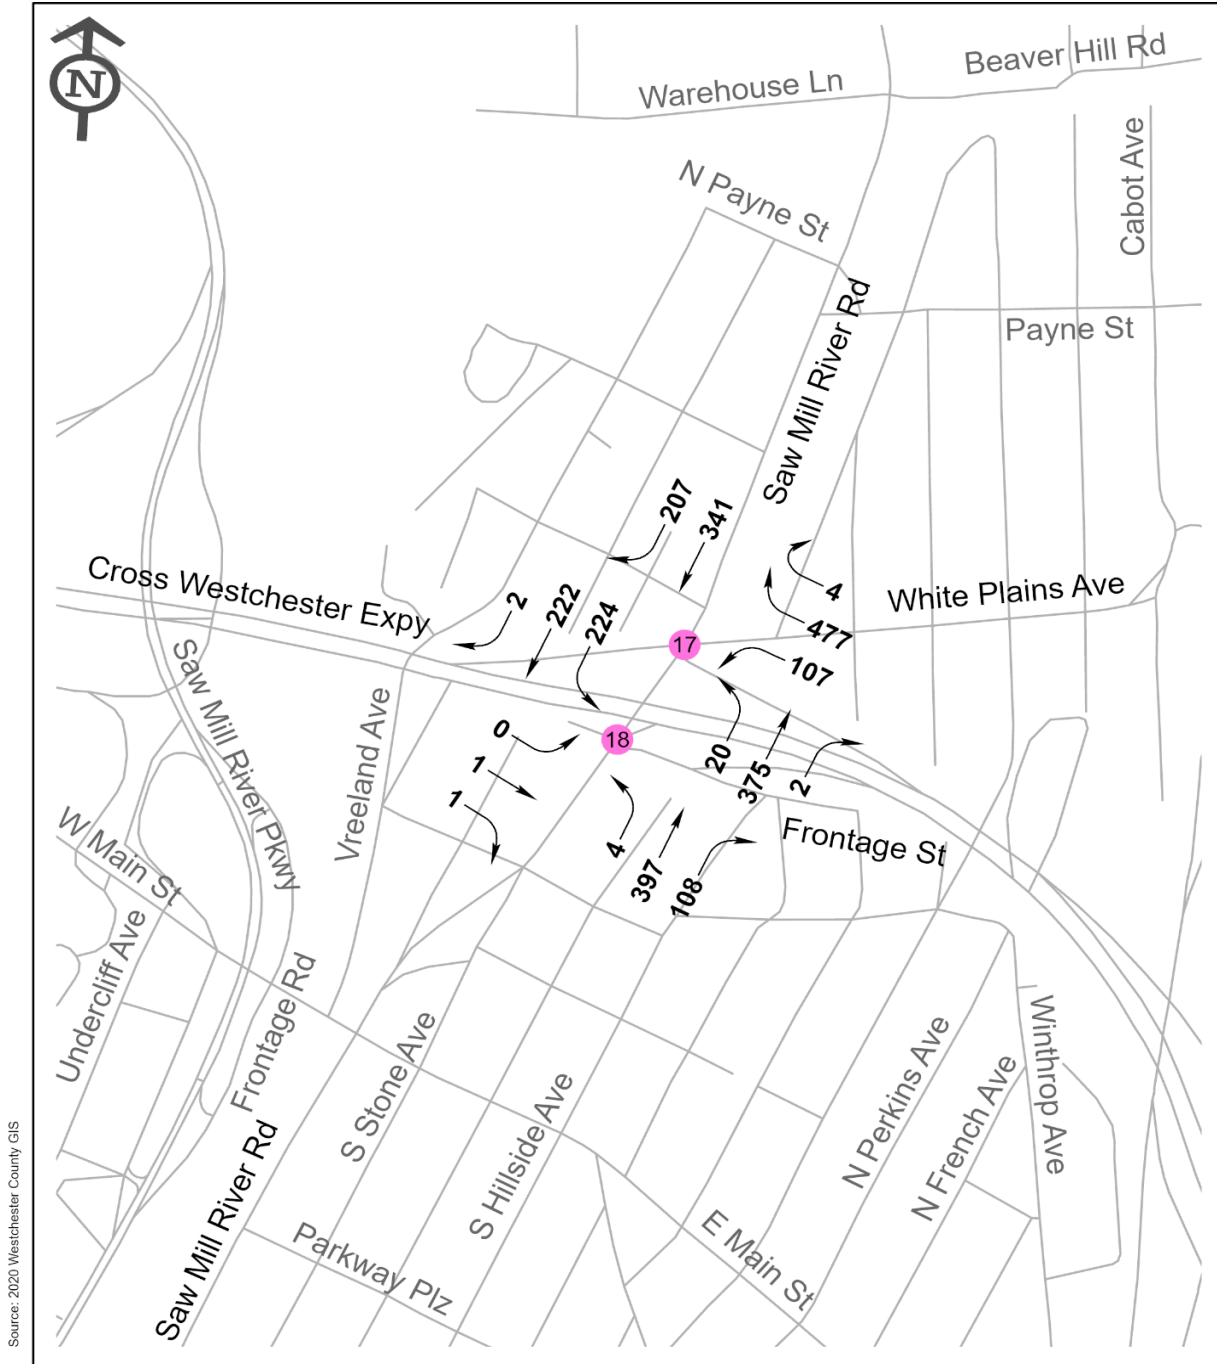 N
Warehouse Ln
Beaver Hill Rd
Cabot Ave
N Payne St
Saw Mill River Rd
Payne St
207
341
4
Cross Westchester Expy
2
222
224
White Plains Ave
477
17
107
Saw Mill River Pkwy
Vreeland Ave
0
18
1
20
375
2
1
4
397
108
Frontage St
W Main St
Undercliff Ave
Frontage Rd
S Stone Ave
S Hillside Ave
N Perkins Ave
N French Ave
Winthrop Ave
Saw Mill River Rd
Parkway Plz
E Main St
Source: 2020 Westchester County GIS